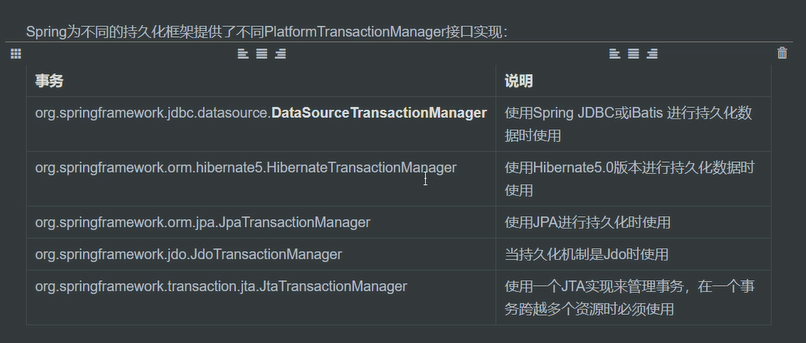 Spring为不同的持久化框架提供了不同PlatformTransactionManager接口实现：
事务 说明
org.springframework.jdbc.datasource.DataSourceTransactionManager 使用Spring JDBC或iBatis 进行持久化数
据时使用
org.springframework.orm.hibernate5.HibernateTransactionManager 使用Hibernate5.0版本进行持久化数据时
使用
org.springframework.orm.jpa.JpaTransactionManager 使用JPA进行持久化时使用
org.springframework.jdo.JdoTransactionManager 当持久化机制是Jdo时使用
org.springframework.transaction.jta.JtaTransactionManager 使用一个JTA实现来管理事务，在一个事
务跨越多个资源时必须使用